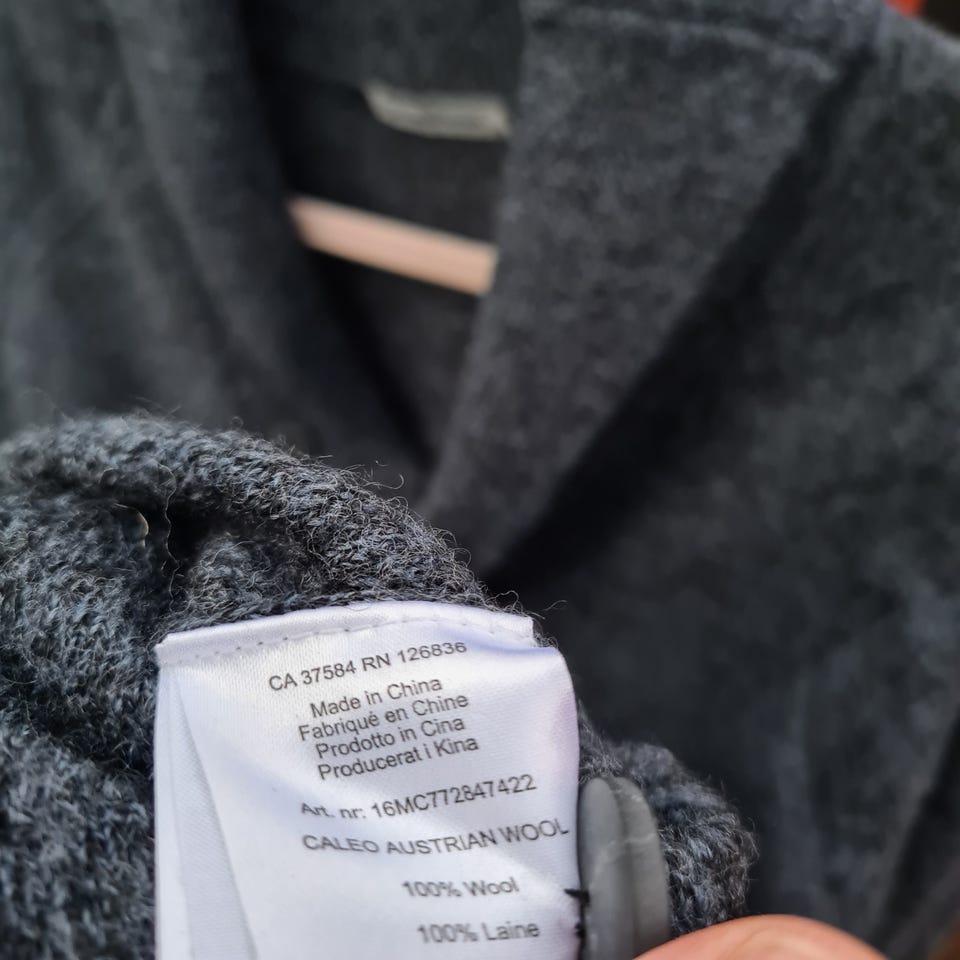 CA 37584 RN 126836
Made in China
Fabriqué en Chine
Prodotto in Cina
Producerat i Kina
Art. nr: 16MC772847422
CALEO AUSTRIAN WOOL
100% Wool
100% Laine